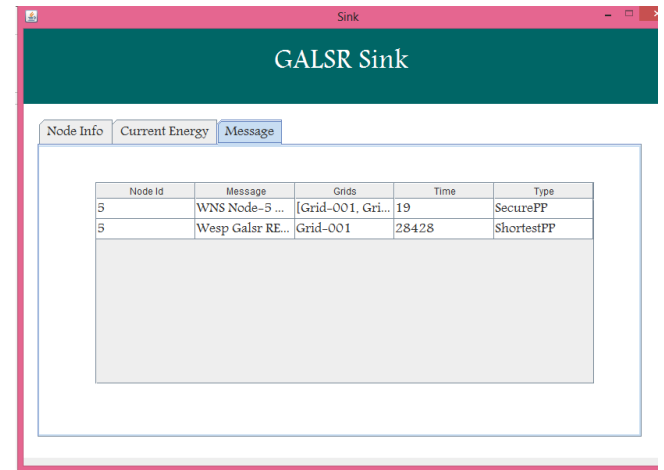 Sink
GALSR Sink
Node Info Current Energy Message
Node Id Message Grids Time Type
5 WNS Node-5 ... [Grid-001, Gri... 19 SecurePP
5 Wesp Galsr RE... Grid-001 28428 ShortestPP